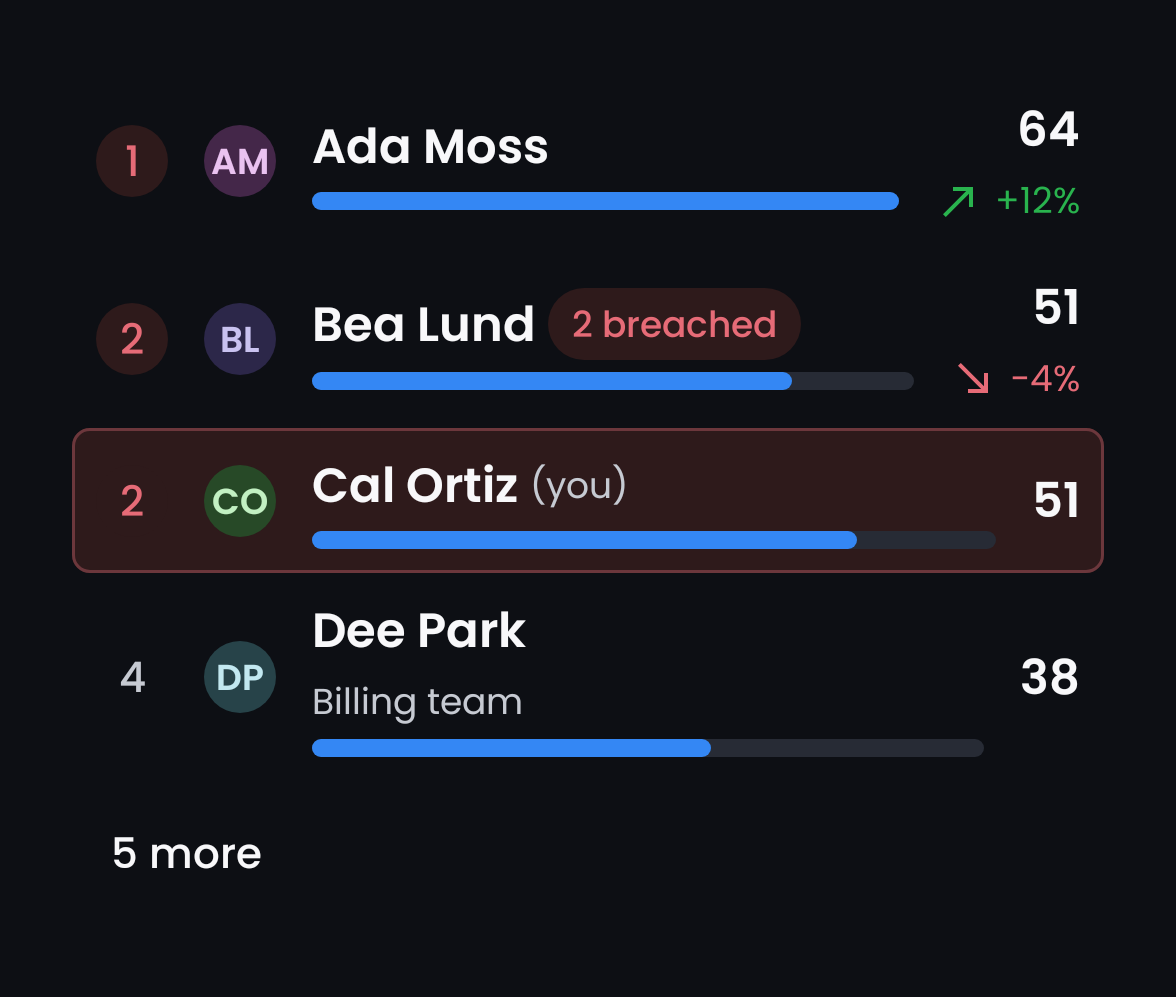 1 AM Ada Moss 64
+12%
2 BL Bea Lund 2 breached 51
-4%
2 CO Cal Ortiz (you) 51
Dee Park
4 DP 38
Billing team
5 more